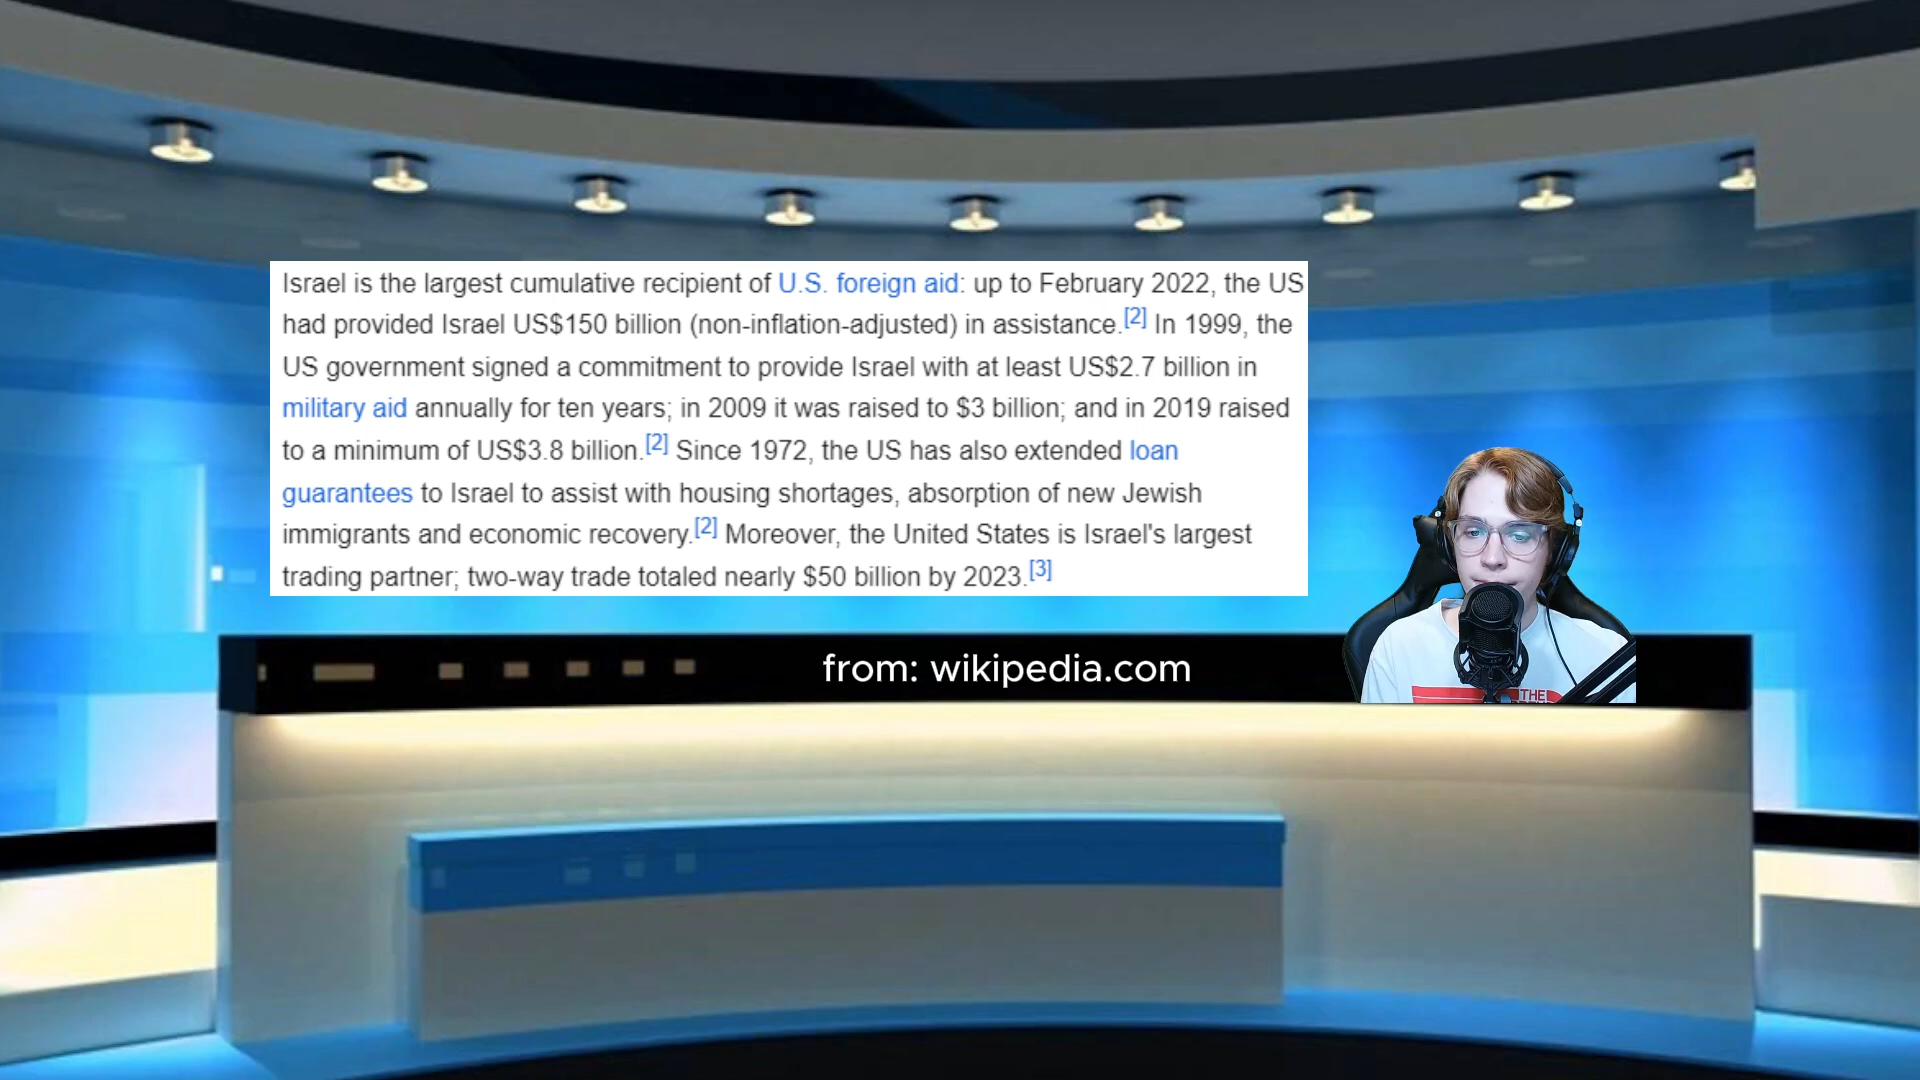 Israel is the largest cumulative recipient of U.S. foreign aid: up to February 2022, the US
had provided Israel US$150 billion (non-inflation-adjusted) in assistance.[2] In 1999, the
US government signed a commitment to provide Israel with at least US$2.7 billion in
military aid annually for ten years; in 2009 it was raised to $3 billion; and in 2019 raised
to a minimum of US$3.8 billion.[2] Since 1972, the US has also extended loan
guarantees to Israel to assist with housing shortages, absorption of new Jewish
immigrants and economic recovery.[2] Moreover, the United States is Israel's largest
trading partner; two-way trade totaled nearly $50 billion by 2023.[3]
from: wikipedia.com
THE